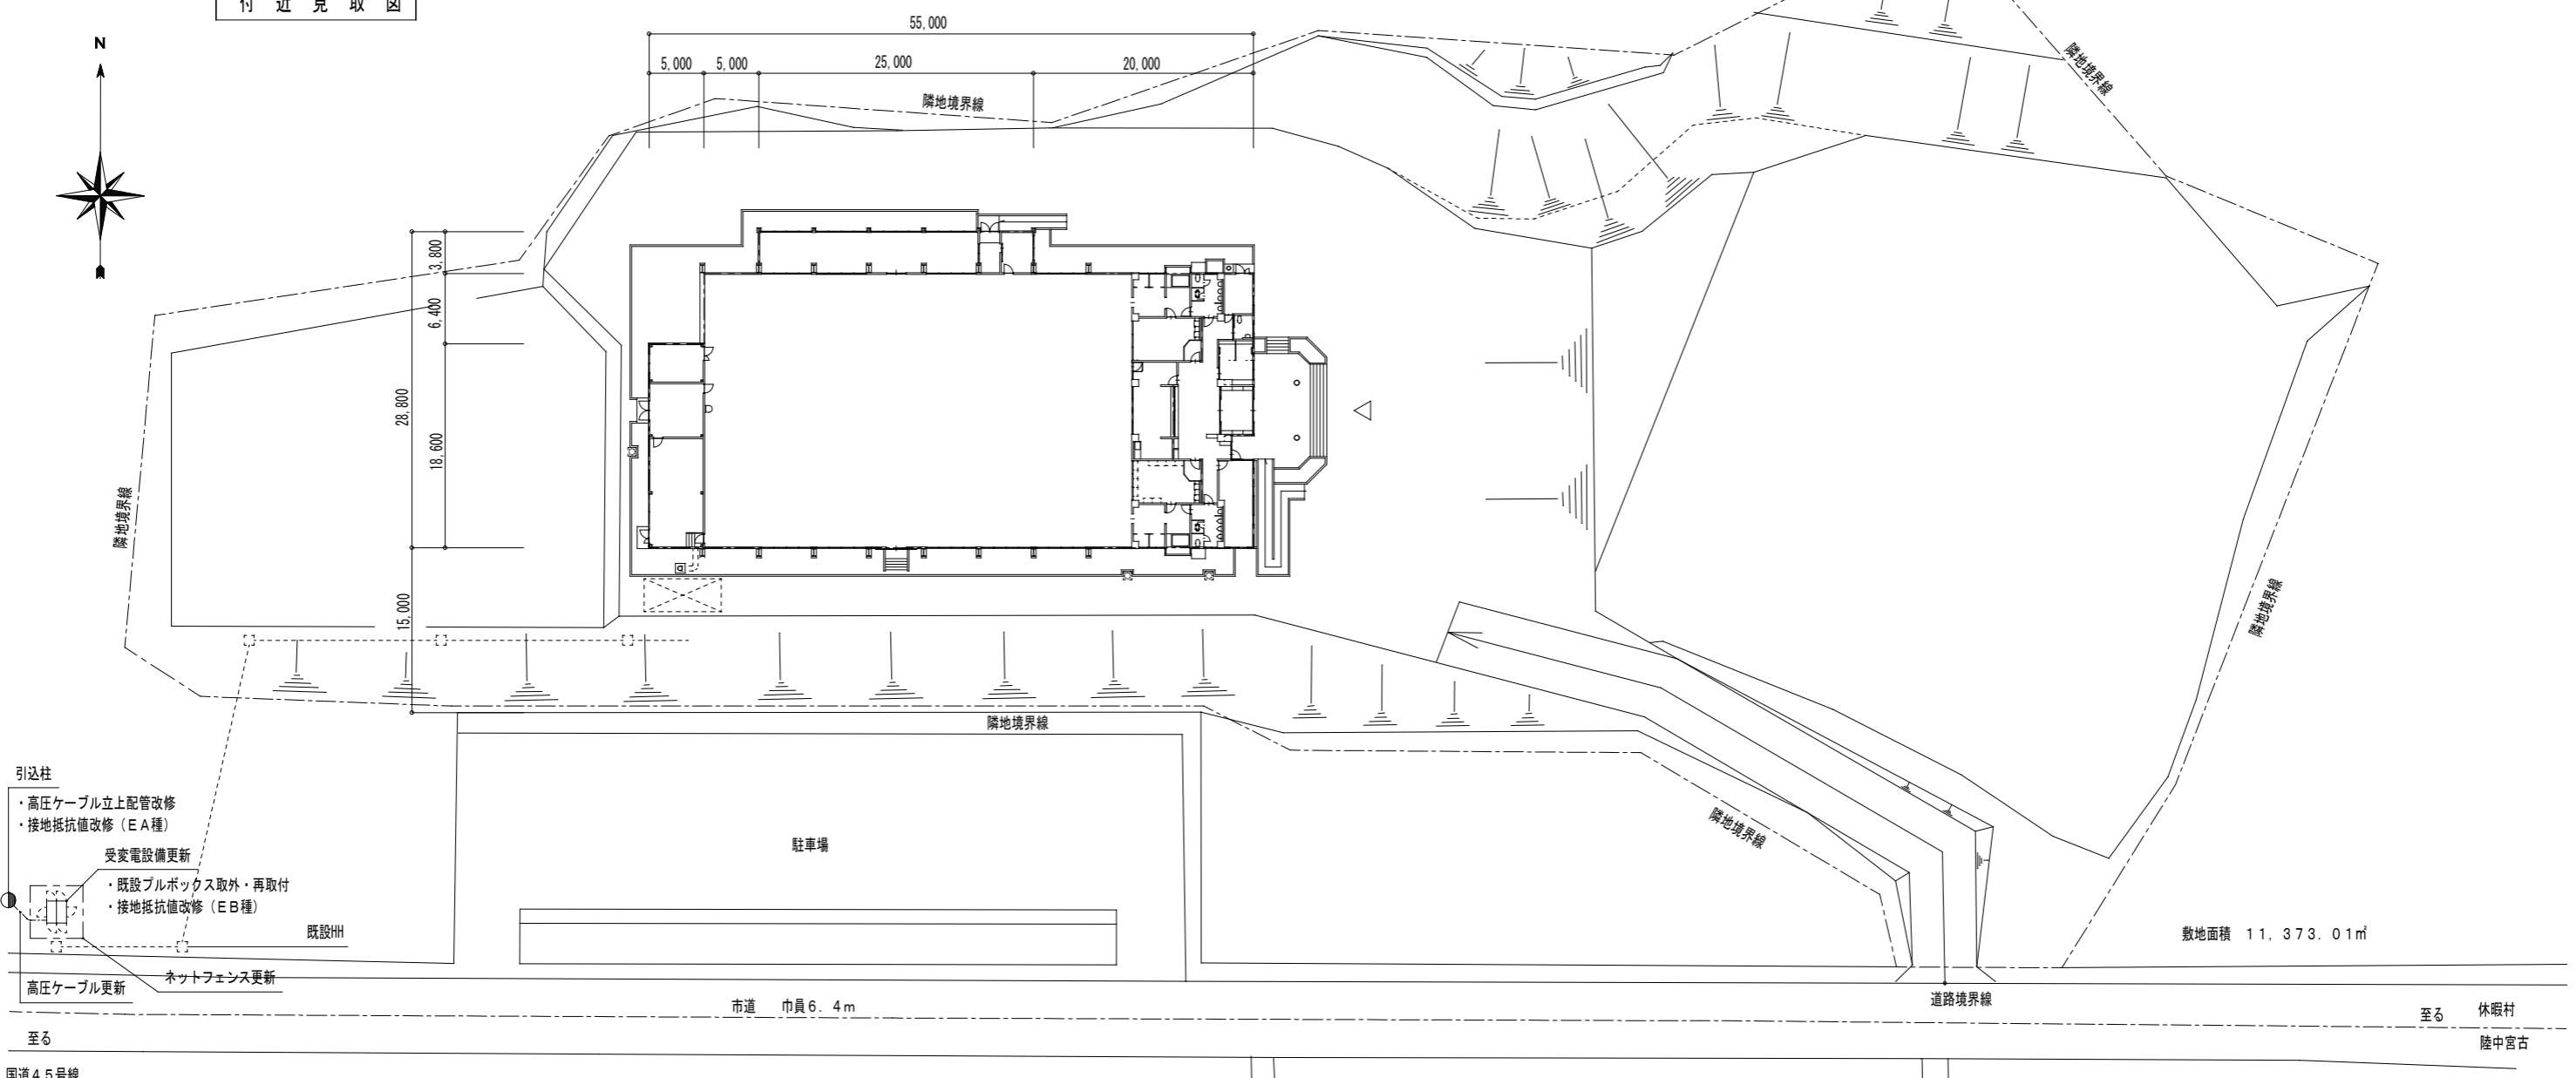 付近見取図
N
55,000
5,000
5,000
25,000
20,000
隣地境界線
隣地境界線
3,800
6,400
28,800
18,600
15,000
隣地境界線
隣地境界線
隣地境界線
隣地境界線
引込柱
・高圧ケーブル立上配管改修
・接地抵抗値改修（EA種）
受変電設備更新
・既設プルボックス取外・再取付
・接地抵抗値改修（EB種）
既設HH
ネットフェンス更新
高圧ケーブル更新
駐車場
敷地面積 11,373.01㎡
市道 巾員6.4m
道路境界線
至る
国道45号線
至る
休暇村
陸中宮古